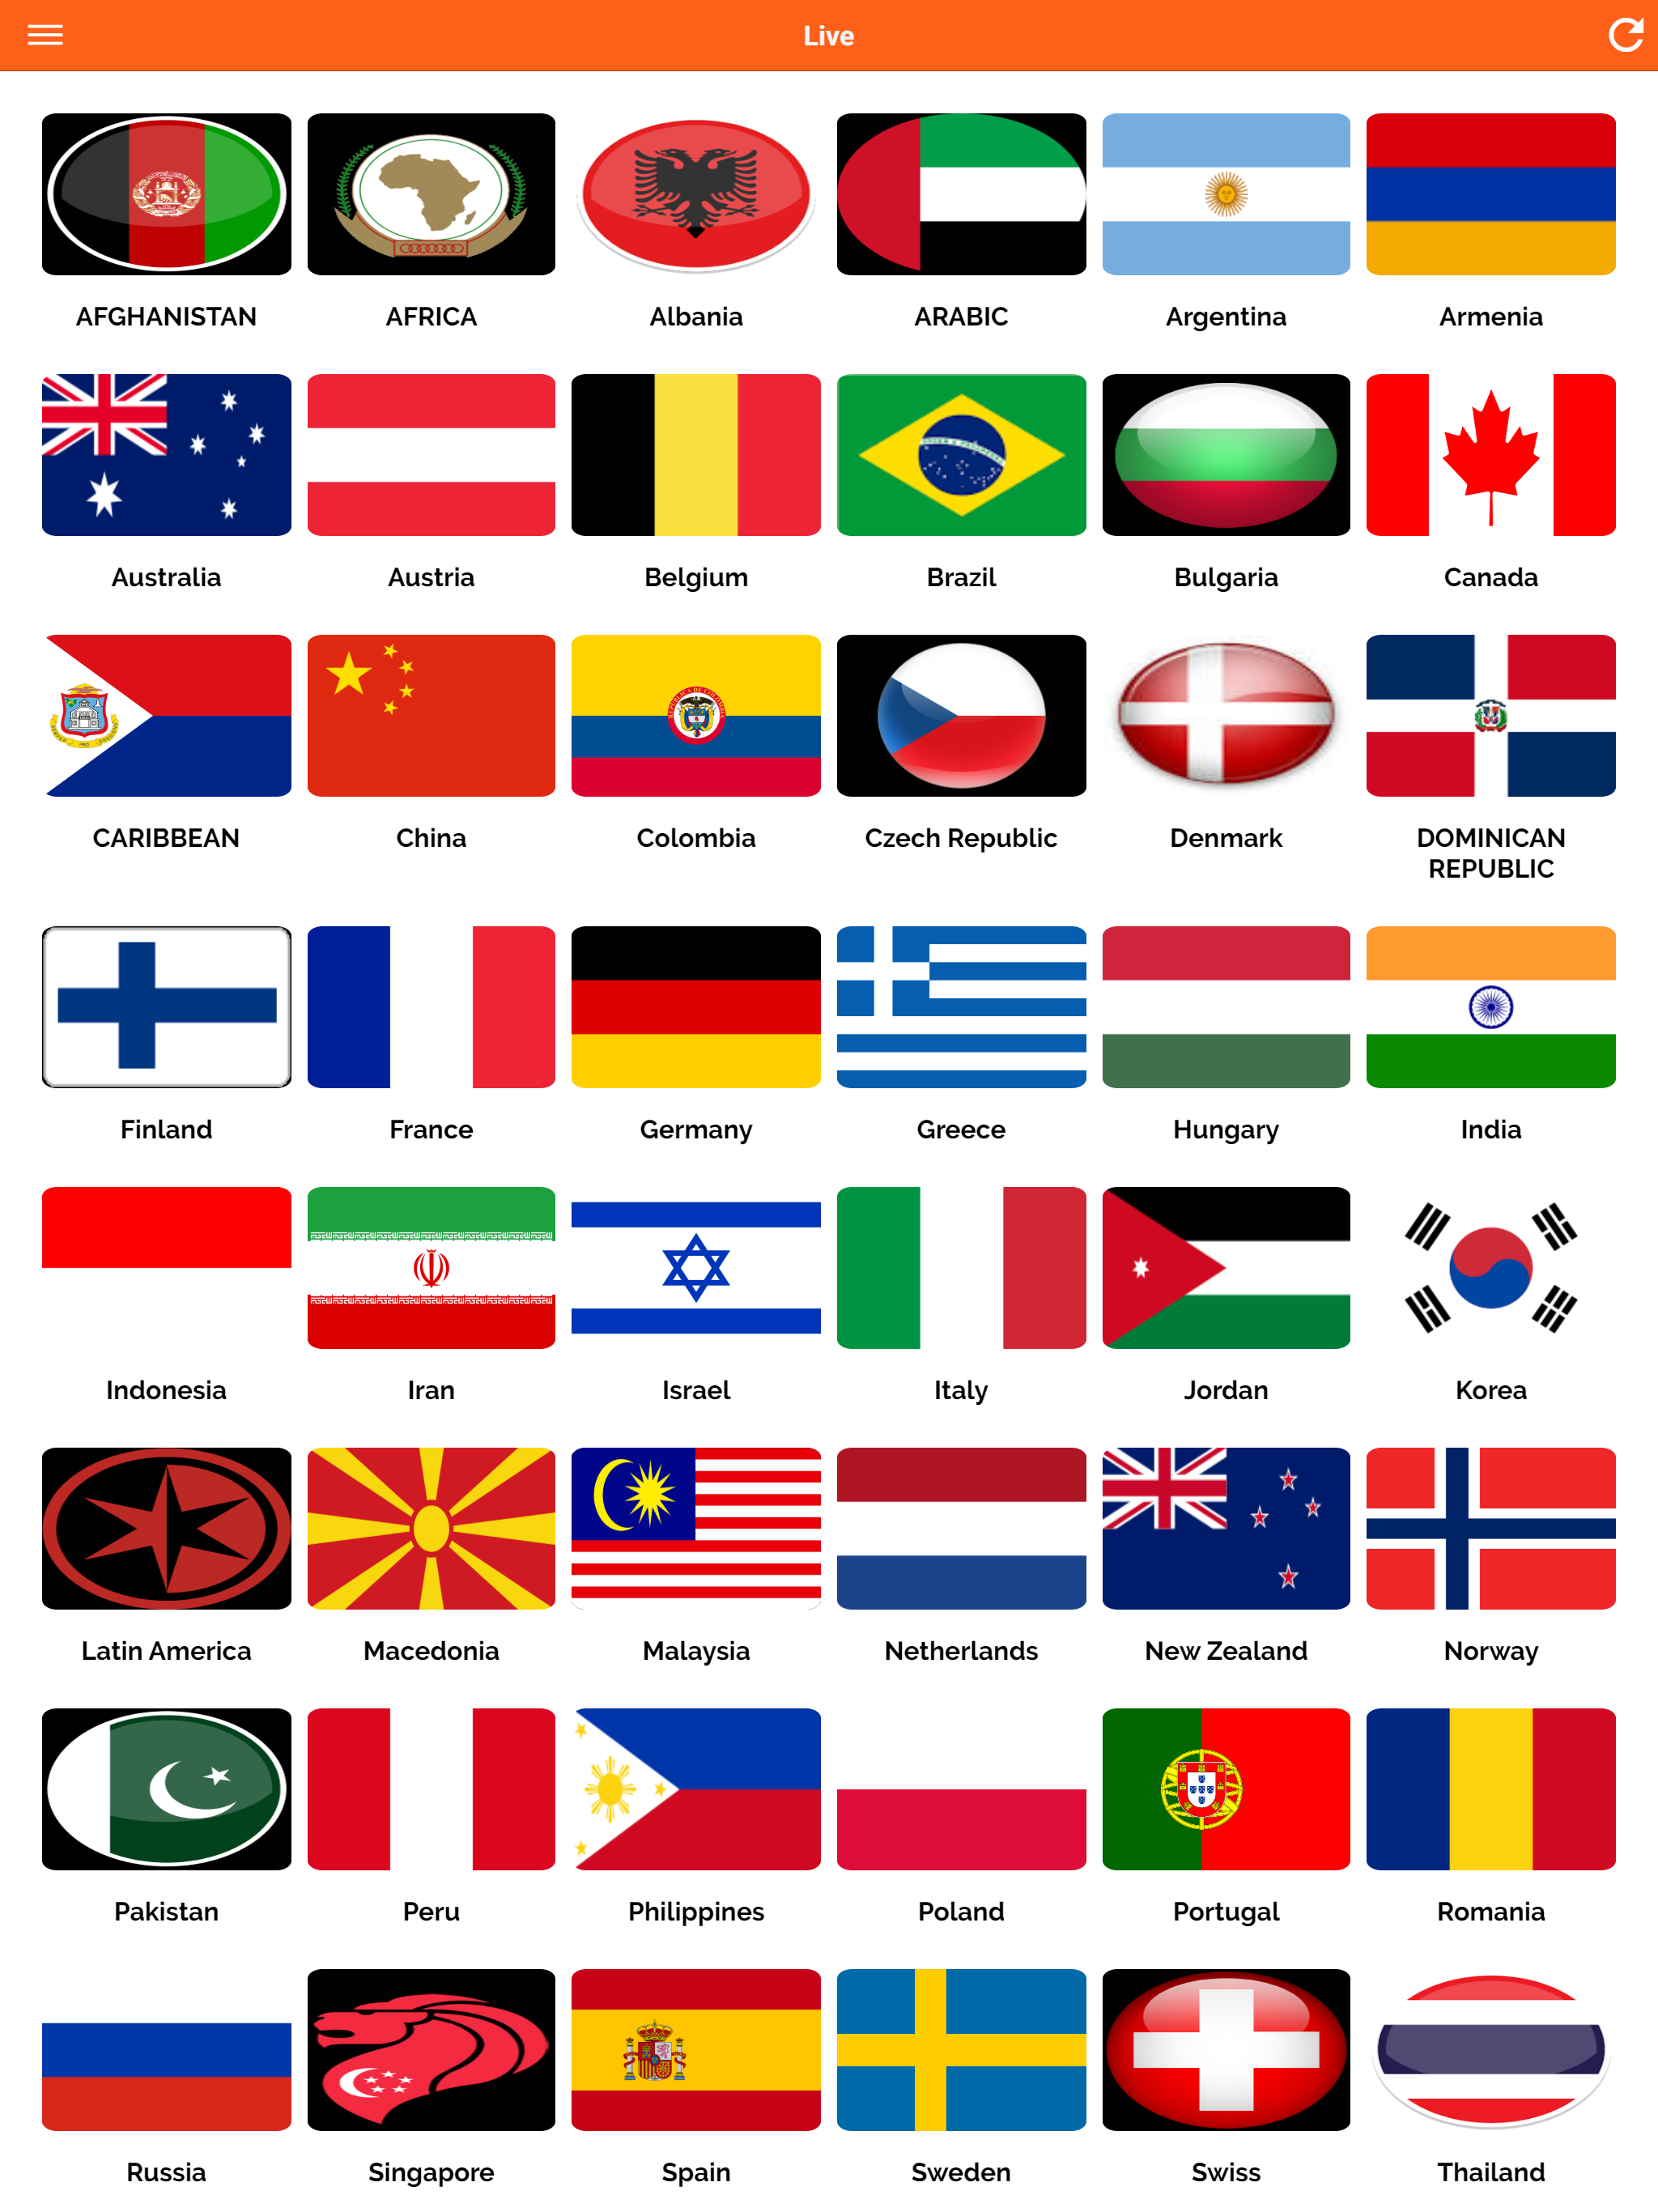 Live
AFGHANISTAN
AFRICA
Albania
ARABIC
Argentina
Armenia
Australia
Austria
Belgium
Brazil
Bulgaria
Canada
CARIBBEAN
China
Colombia
Czech Republic
Denmark
DOMINICAN
REPUBLIC
Finland
France
Germany
Greece
Hungary
India
Indonesia
Iran
Israel
Italy
Jordan
Korea
Latin America
Macedonia
Malaysia
Netherlands
New Zealand
Norway
Pakistan
Peru
Philippines
Poland
Portugal
Romania
Russia
Singapore
Spain
Sweden
Swiss
Thailand